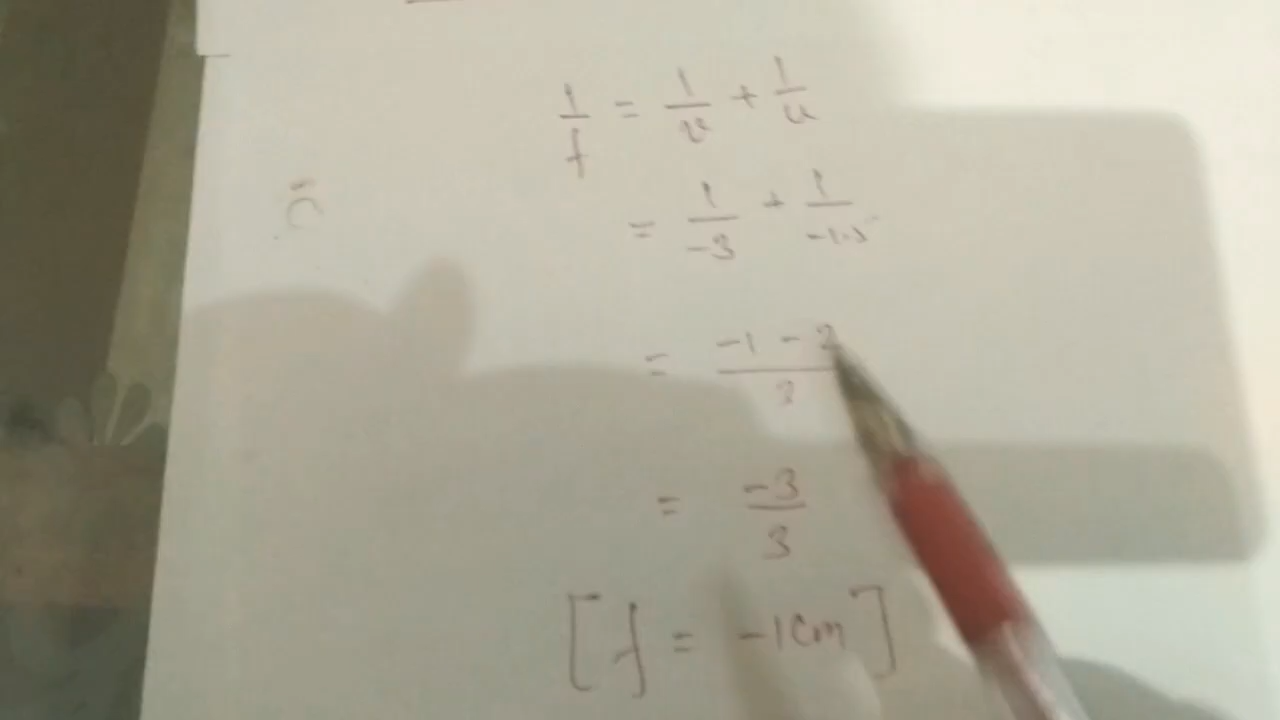 1/f = 1/v + 1/u
= 1/-3 + 1/-1.5
= -1 - 2/3
= -3/3
[f = -1cm]